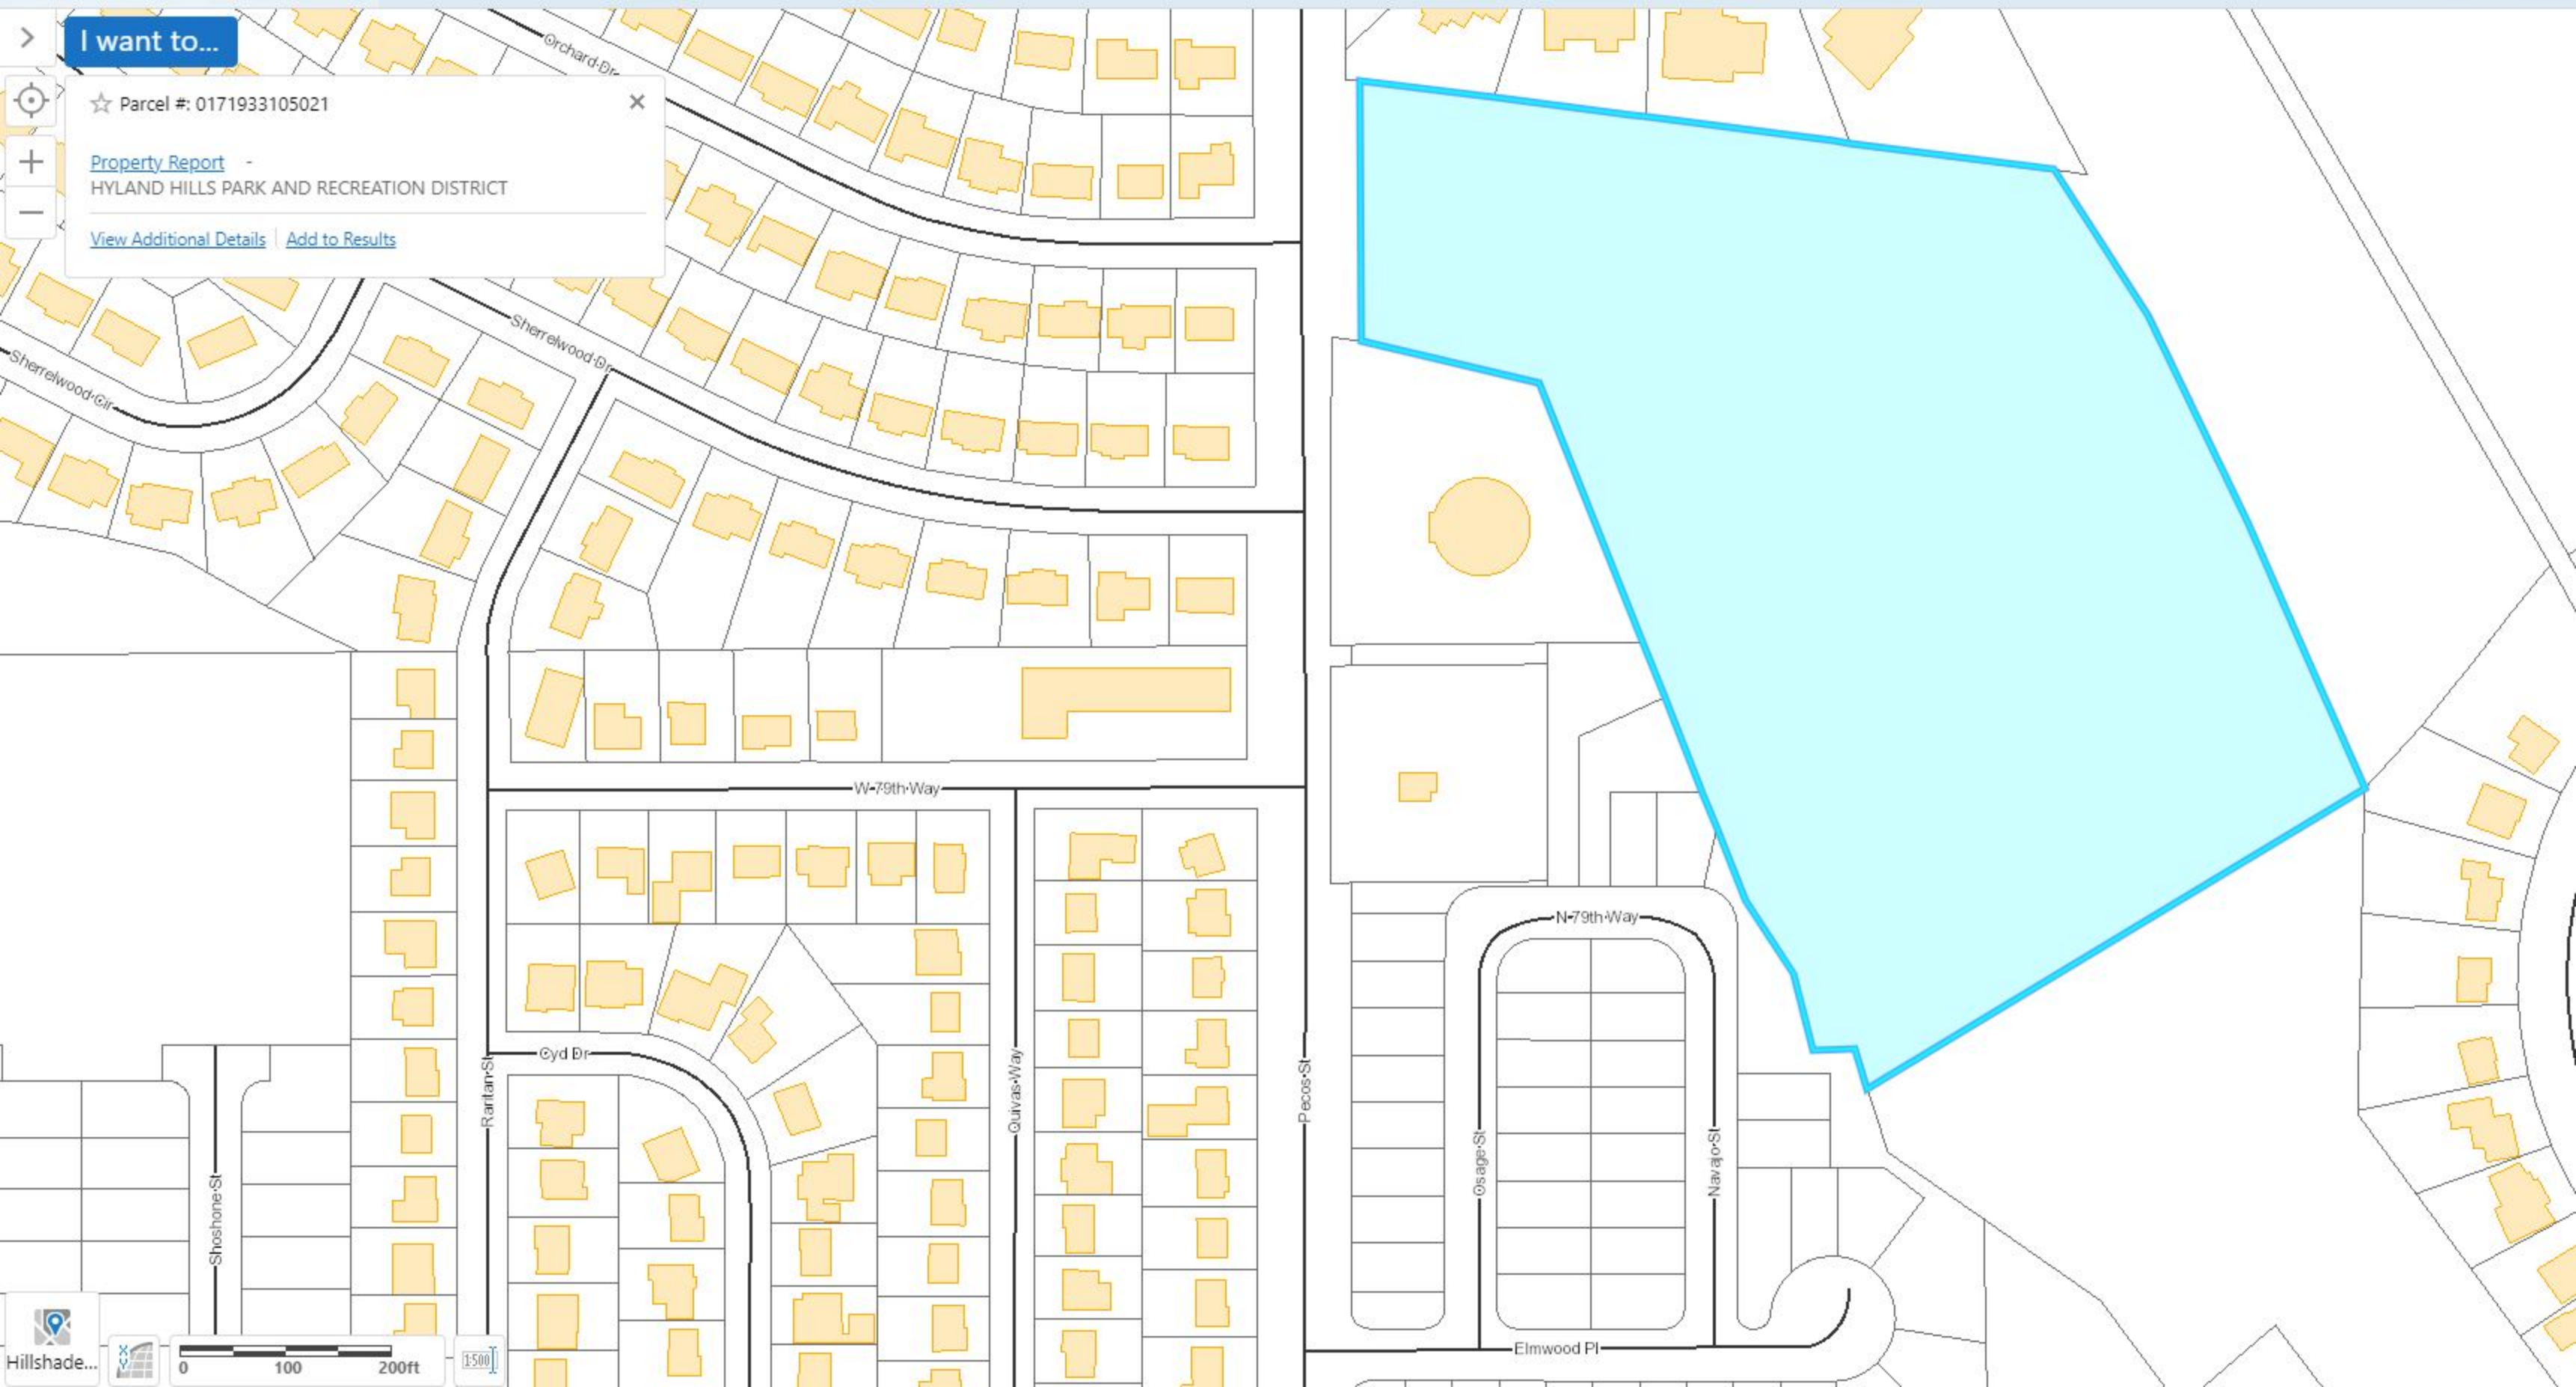 I want to...
Parcel #: 0171933105021
Property Report -
HYLAND HILLS PARK AND RECREATION DISTRICT
View Additional Details
Add to Results
Orchard Dr
Sherrelwood Dr
Sherrelwood Cir
W 79th Way
N 79th Way
Cyd Dr
Raritan St
Quivas Way
Pecos St
Osage St
Navajo St
Shoshone St
Elmwood Pl
Hillshade...
0 100 200ft
1:500